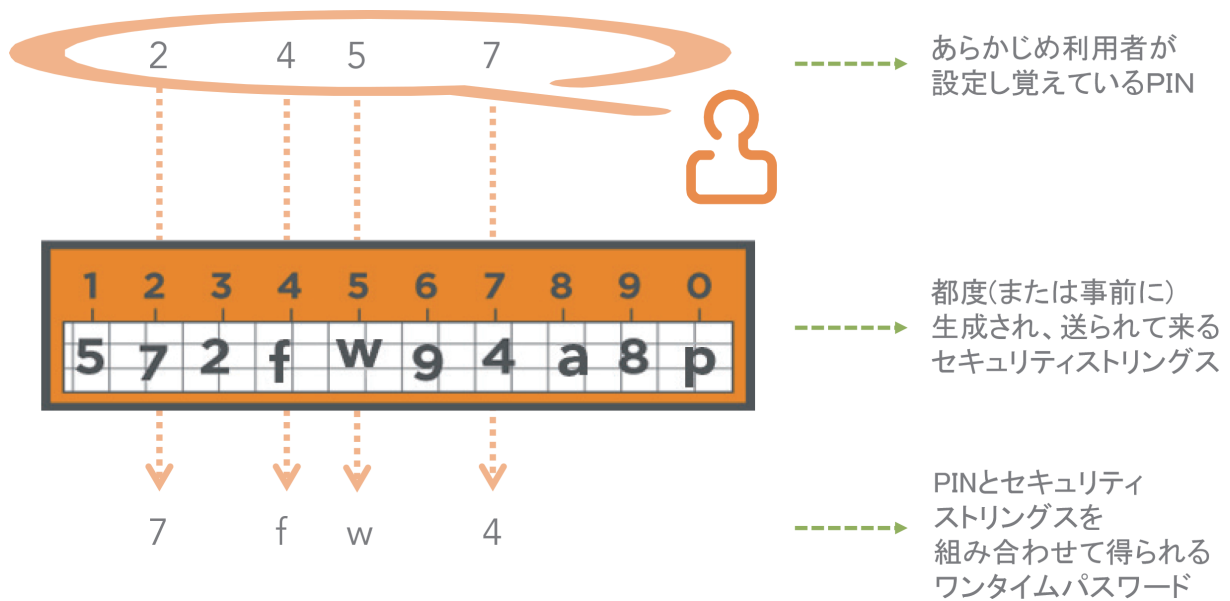 2 4 5 7
あらかじめ利用者が
設定し覚えているPIN
1 2 3 4 5 6 7 8 9 0
5 7 2 f w 9 4 a 8 p
都度(または事前に)
生成され、送られて来る
セキュリティストリングス
7 f w 4
PINとセキュリティ
ストリングスを
組み合わせて得られる
ワンタイムパスワード